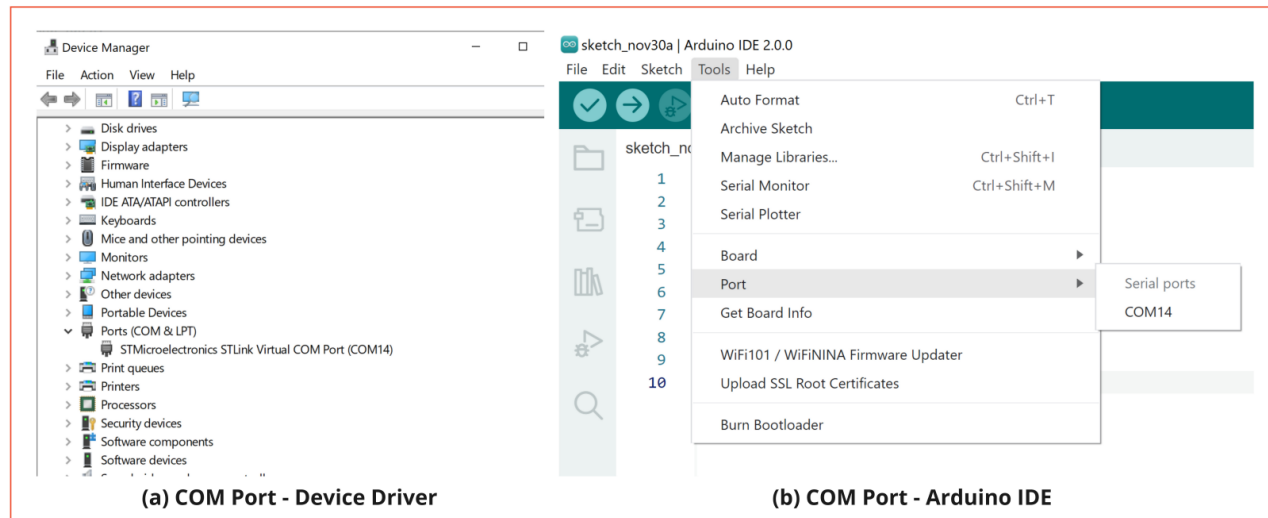 Device Manager
File Action View Help
Disk drives
Display adapters
Firmware
Human Interface Devices
IDE ATA/ATAPI controllers
Keyboards
Mice and other pointing devices
Monitors
Network adapters
Other devices
Portable Devices
Ports (COM & LPT)
STMicroelectronics STLink Virtual COM Port (COM14)
Print queues
Printers
Processors
Security devices
Software components
Software devices
(a) COM Port - Device Driver
sketch_nov30a | Arduino IDE 2.0.0
File Edit Sketch Tools Help
sketch_no
1
2
3
4
5
6
7
8
9
10
Auto Format Ctrl+T
Archive Sketch
Manage Libraries... Ctrl+Shift+I
Serial Monitor Ctrl+Shift+M
Serial Plotter
Board
Port
Get Board Info
WiFi101 / WiFiNINA Firmware Updater
Upload SSL Root Certificates
Burn Bootloader
Serial ports
COM14
(b) COM Port - Arduino IDE